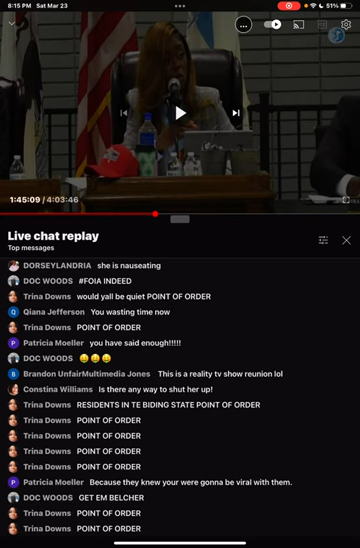 8:15 PM Sat Mar 23
51%
1:45:09 / 4:03:46
Live chat replay
Top messages
DORSEYLANDRIA she is nauseating
DOC WOODS #FOIA INDEED
Trina Downs would yall be quiet POINT OF ORDER
Q Qiana Jefferson You wasting time now
Trina Downs POINT OF ORDER
P Patricia Moeller you have said enough!!!!!
DOC WOODS 😜😜😜
B Brandon UnfairMultimedia Jones This is a reality tv show reunion lol
Constina Williams Is there any way to shut her up!
Trina Downs RESIDENTS IN TE BIDING STATE POINT OF ORDER
Trina Downs POINT OF ORDER
Trina Downs POINT OF ORDER
Trina Downs POINT OF ORDER
Trina Downs POINT OF ORDER
P Patricia Moeller Because they knew your were gonna be viral with them.
DOC WOODS GET EM BELCHER
Trina Downs POINT OF ORDER
Trina Downs POINT OF ORDER